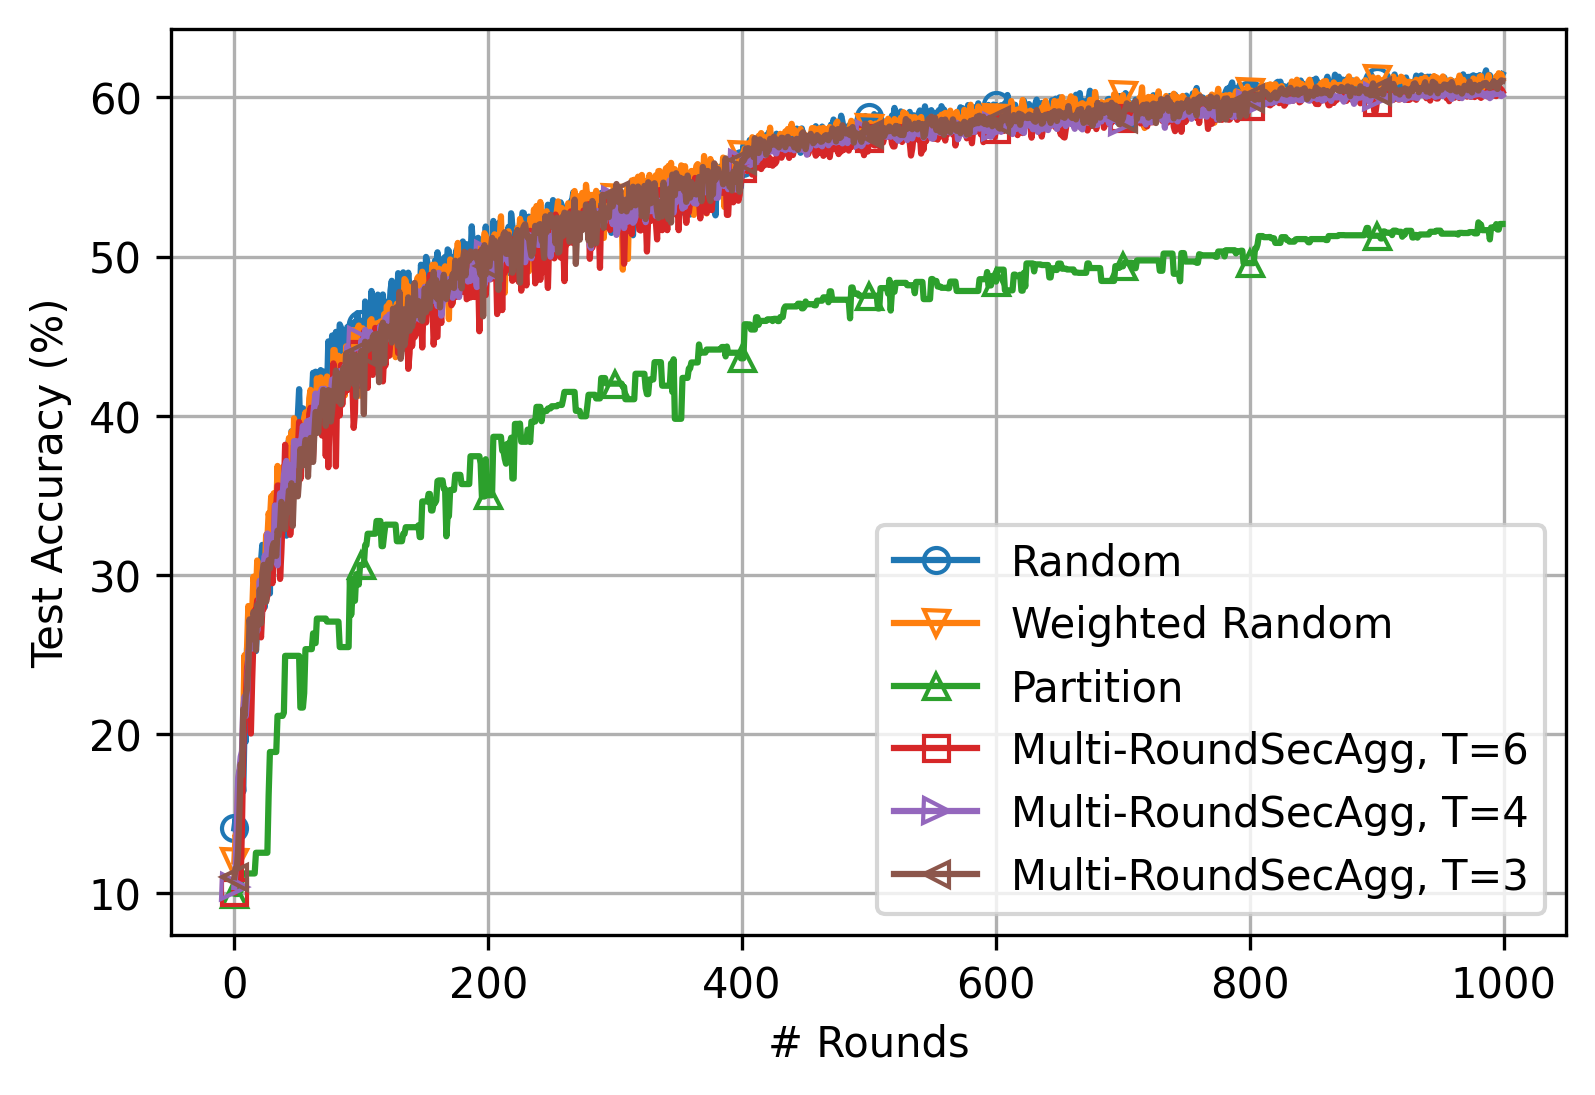 Test Accuracy (%)
60
50
40
30
20
10
0
200
400
600
800
1000
# Rounds
Random
Weighted Random
Partition
Multi-RoundSecAgg, T=6
Multi-RoundSecAgg, T=4
Multi-RoundSecAgg, T=3